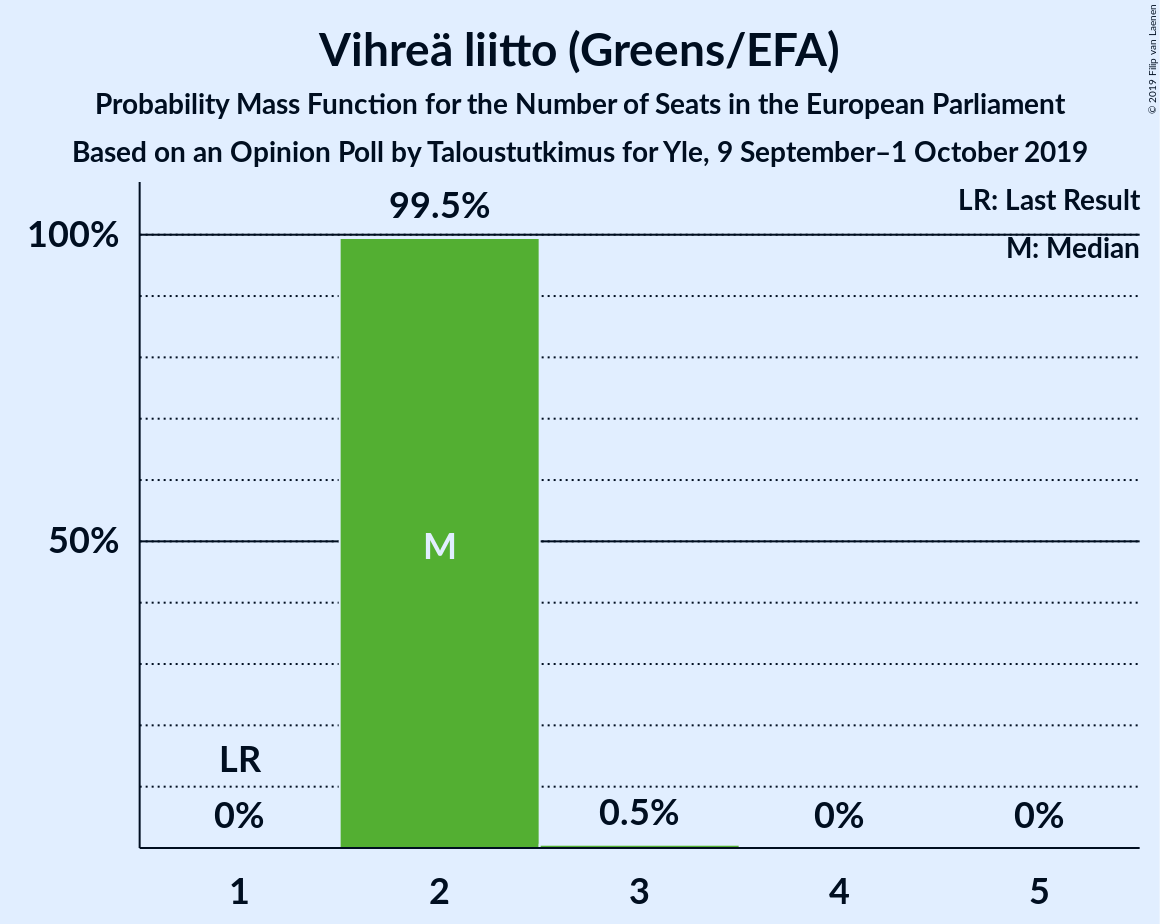 Vihreä liitto (Greens/EFA)
Probability Mass Function for the Number of Seats in the European Parliament
Based on an Opinion Poll by Taloustutkimus for Yle, 9 September–1 October 2019
© 2019 Filip van Laenen
LR: Last Result
M: Median
99.5%
100%
50%
M
LR
0%
0.5%
0%
0%
1 2 3 4 5